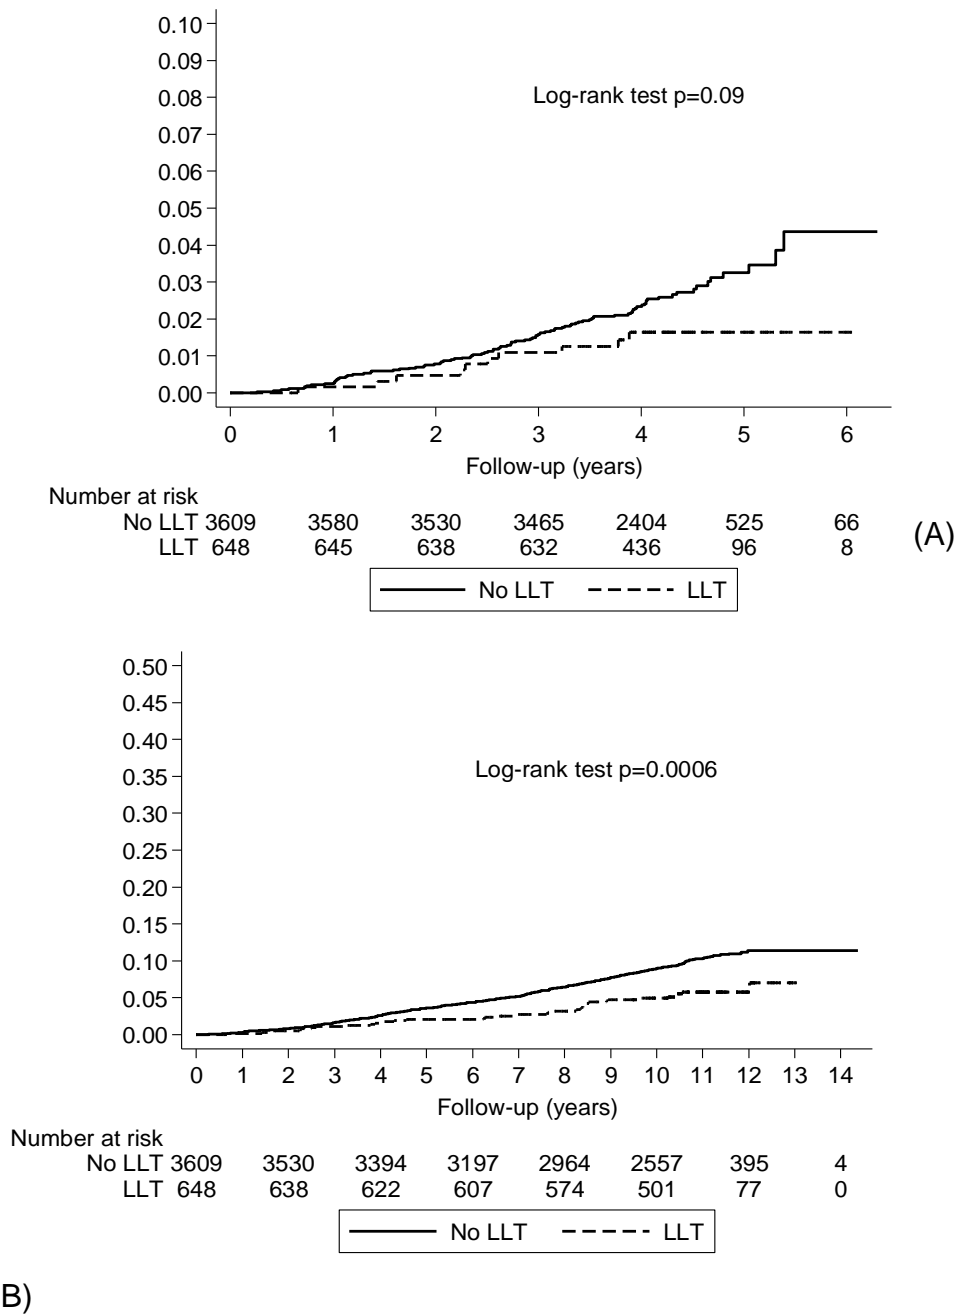 0.10
0.09
0.08
0.07
0.06
0.05
0.04
0.03
0.02
0.01
0.00
Log-rank test p=0.09
0 1 2 3 4 5 6
Follow-up (years)
Number at risk
No LLT 3609 3580 3530 3465 2404 525 66
LLT 648 645 638 632 436 96 8
(A)
No LLT LLT
0.50
0.45
0.40
0.35
0.30
0.25
0.20
0.15
0.10
0.05
0.00
Log-rank test p=0.0006
0 1 2 3 4 5 6 7 8 9 10 11 12 13 14
Follow-up (years)
Number at risk
No LLT 3609 3530 3394 3197 2964 2557 395 4
LLT 648 638 622 607 574 501 77 0
No LLT LLT
B)